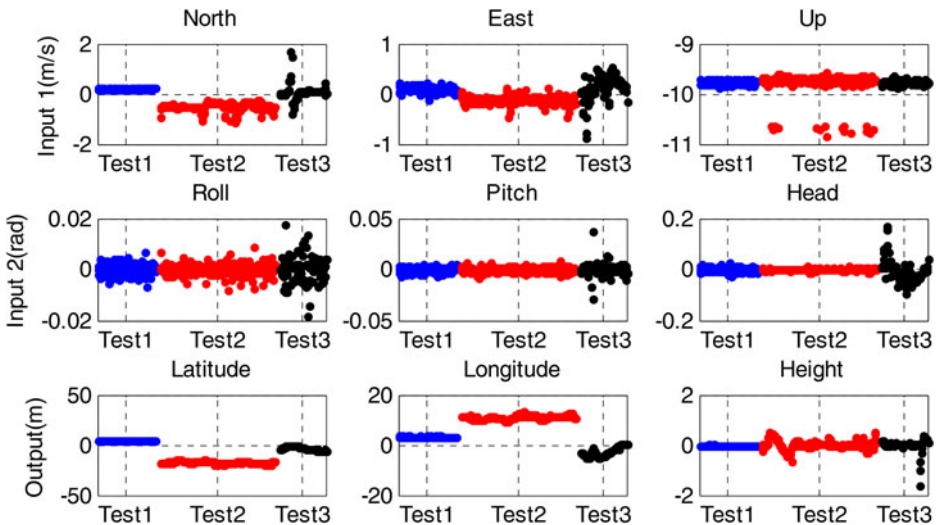 North East Up
Input 1(m/s)
2 1 -9
0 0 -10
-2 -1 -11
Test1 Test2 Test3 Test1 Test2 Test3 Test1 Test2 Test3
Roll Pitch Head
Input 2(rad)
0.02 0.05 0.2
0 0 0
-0.02 -0.05 -0.2
Test1 Test2 Test3 Test1 Test2 Test3 Test1 Test2 Test3
Latitude Longitude Height
Output(m)
50 20 2
0 0 0
-50 -20 -2
Test1 Test2 Test3 Test1 Test2 Test3 Test1 Test2 Test3